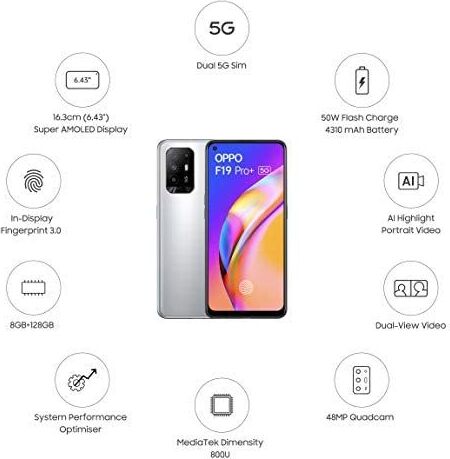 5G
Dual 5G Sim
6.43"
16.3cm (6.43")
Super AMOLED Display
50W Flash Charge
4310 mAh Battery
OPPO
F19 Pro+ 5G
In-Display
Fingerprint 3.0
AI
AI Highlight
Portrait Video
8GB+128GB
Dual-View Video
System Performance
Optimiser
MediaTek Dimensity
800U
48MP Quadcam